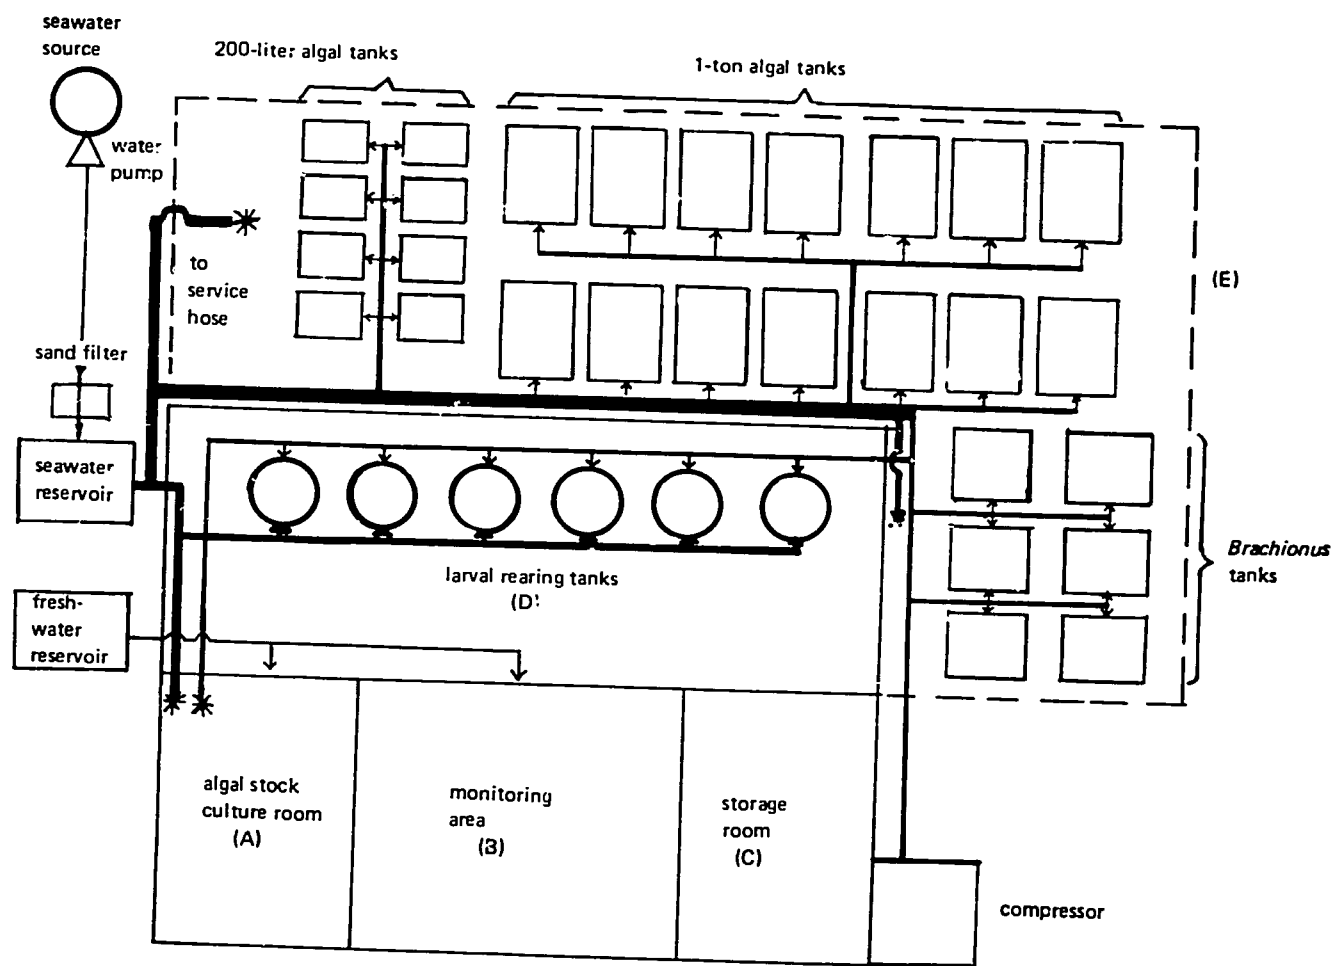 seawater
source
200-liter algal tanks
1-ton algal tanks
water
pump
to
service
hose
(E)
sand filter
seawater
reservoir
Brachionus
tanks
larval rearing tanks
(D)
fresh-
water
reservoir
algal stock
culture room
(A)
monitoring
area
(B)
storage
room
(C)
compressor